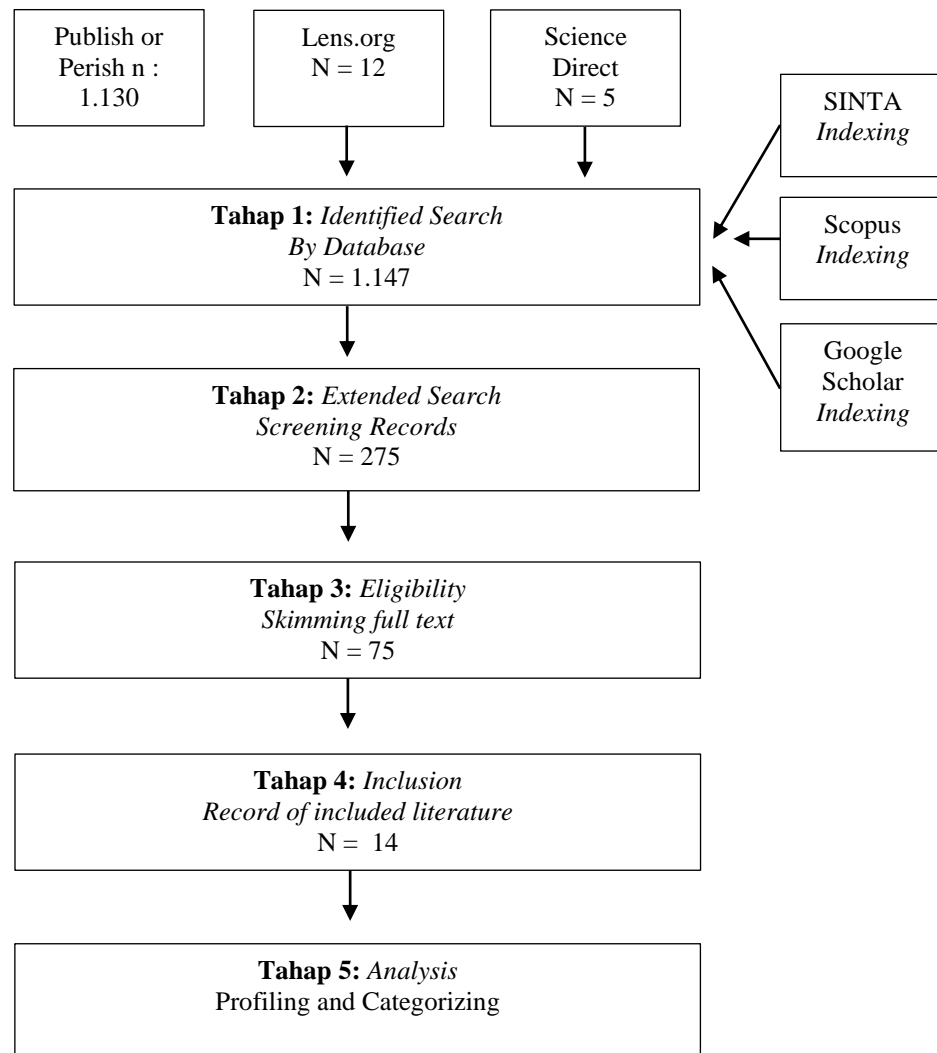 Publish or
Perish n :
1.130
Lens.org
N = 12
Science
Direct
N = 5
SINTA
Indexing
Scopus
Indexing
Google
Scholar
Indexing
Tahap 1: Identified Search
By Database
N = 1.147
Tahap 2: Extended Search
Screening Records
N = 275
Tahap 3: Eligibility
Skimming full text
N = 75
Tahap 4: Inclusion
Record of included literature
N = 14
Tahap 5: Analysis
Profiling and Categorizing